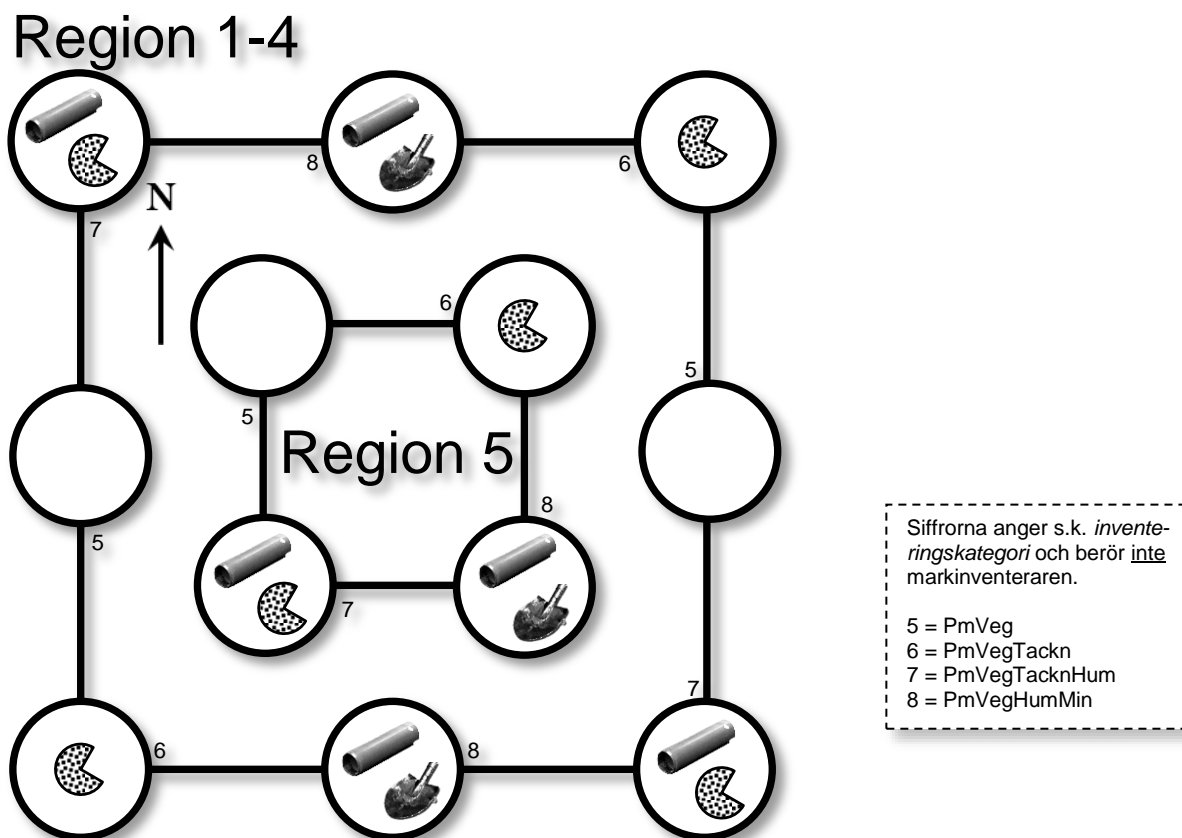 Region 1-4
8
6
7
N
6
5
5
Region 5
5
8
7
7
6
8
Siffrorna anger s.k. invente-
ringskategori och berör inte
markinventeraren.
5 = PmVeg
6 = PmVegTackn
7 = PmVegTacknHum
8 = PmVegHumMin